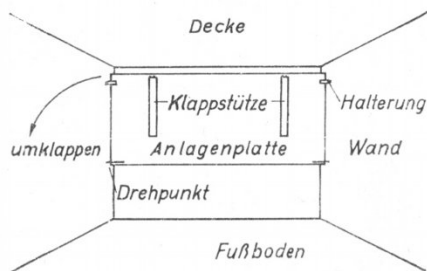 Decke
Klappstütze
Halterung
umklappen
Anlagenplatte
Wand
Drehpunkt
Fußboden